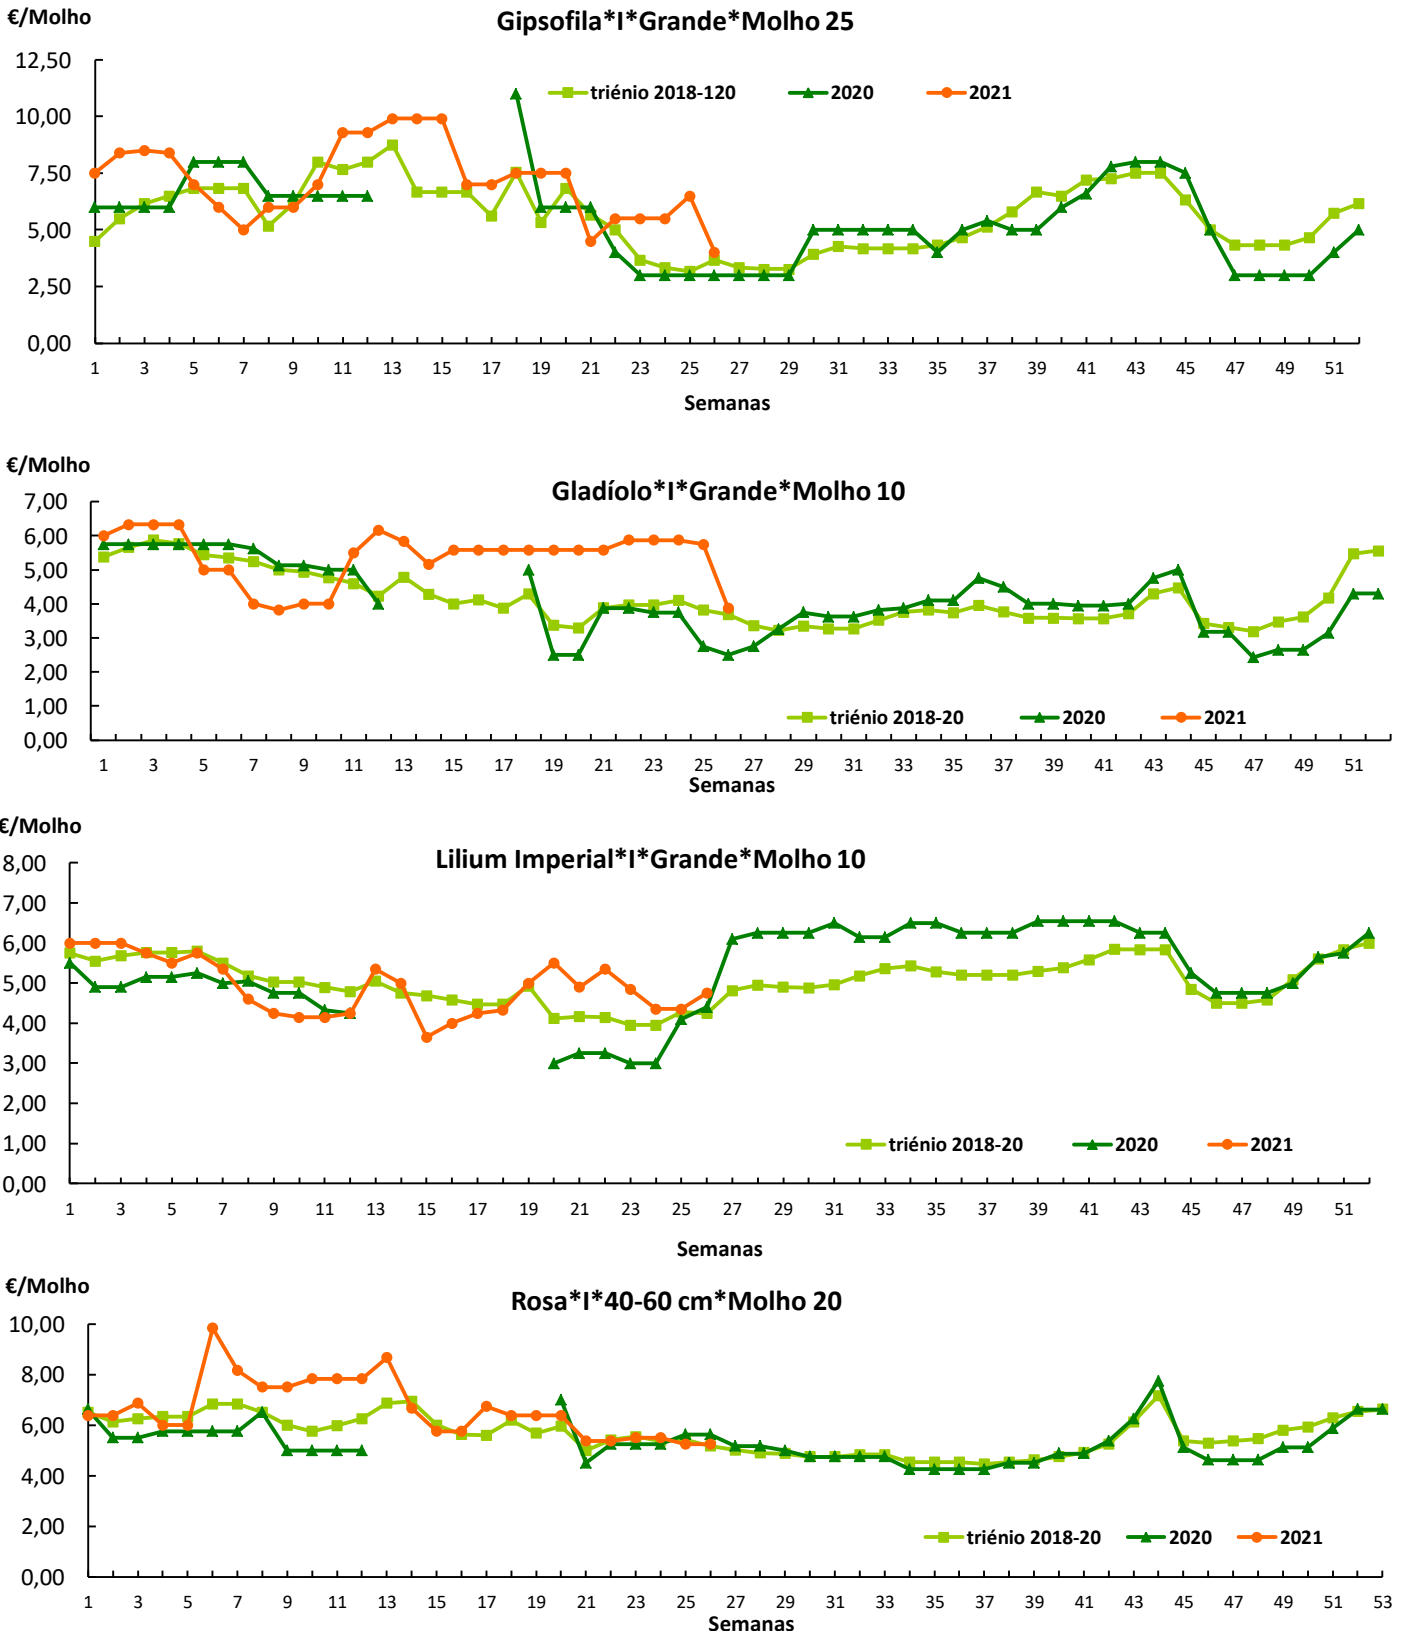 €/Molho
Gipsofila*I*Grande*Molho 25
12,50
triénio 2018-120 2020 2021
10,00
7,50
5,00
2,50
0,00
1 3 5 7 9 11 13 15 17 19 21 23 25 27 29 31 33 35 37 39 41 43 45 47 49 51
Semanas
€/Molho
Gladíolo*I*Grande*Molho 10
7,00
6,00
5,00
4,00
3,00
2,00
1,00
triénio 2018-20 2020 2021
0,00
1 3 5 7 9 11 13 15 17 19 21 23 25 27 29 31 33 35 37 39 41 43 45 47 49 51
Semanas
€/Molho
Lilium Imperial*I*Grande*Molho 10
8,00
7,00
6,00
5,00
4,00
3,00
2,00
1,00
triénio 2018-20 2020 2021
0,00
1 3 5 7 9 11 13 15 17 19 21 23 25 27 29 31 33 35 37 39 41 43 45 47 49 51
Semanas
€/Molho
Rosa*I*40-60 cm*Molho 20
10,00
8,00
6,00
4,00
2,00
triénio 2018-20 2020 2021
0,00
1 3 5 7 9 11 13 15 17 19 21 23 25 27 29 31 33 35 37 39 41 43 45 47 49 51 53
Semanas